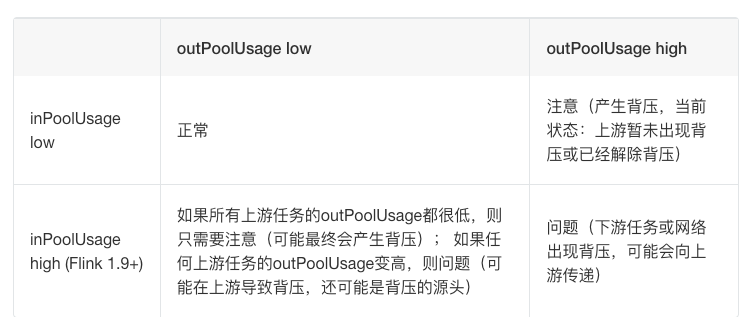 outPoolUsage low
outPoolUsage high
inPoolUsage
low
正常
注意（产生背压，当前
状态：上游暂未出现背
压或已经解除背压）
inPoolUsage
high (Flink 1.9+)
如果所有上游任务的outPoolUsage都很低，则
只需要注意（可能最终会产生背压）； 如果任
何上游任务的outPoolUsage变高，则问题（可
能在上游导致背压，还可能是背压的源头）
问题（下游任务或网络
出现背压，可能会向上
游传递）